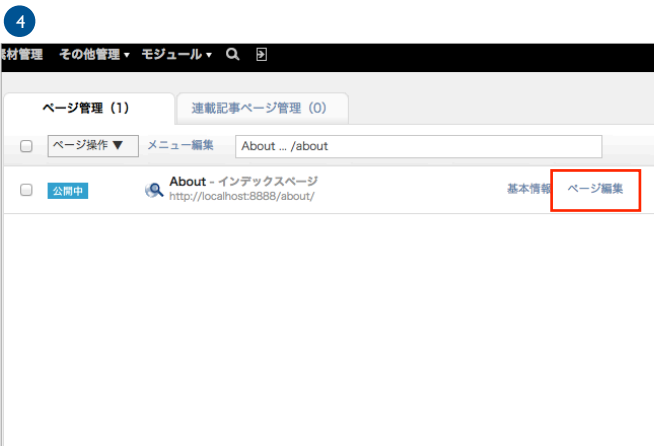 4
素材管理 その他管理▼ モジュール▼
ページ管理（1） 連載記事ページ管理（0）
ページ操作 ▼ メニュー編集 About ... /about
公開中 About - インデックスページ 基本情報 ページ編集
http://localhost:8888/about/